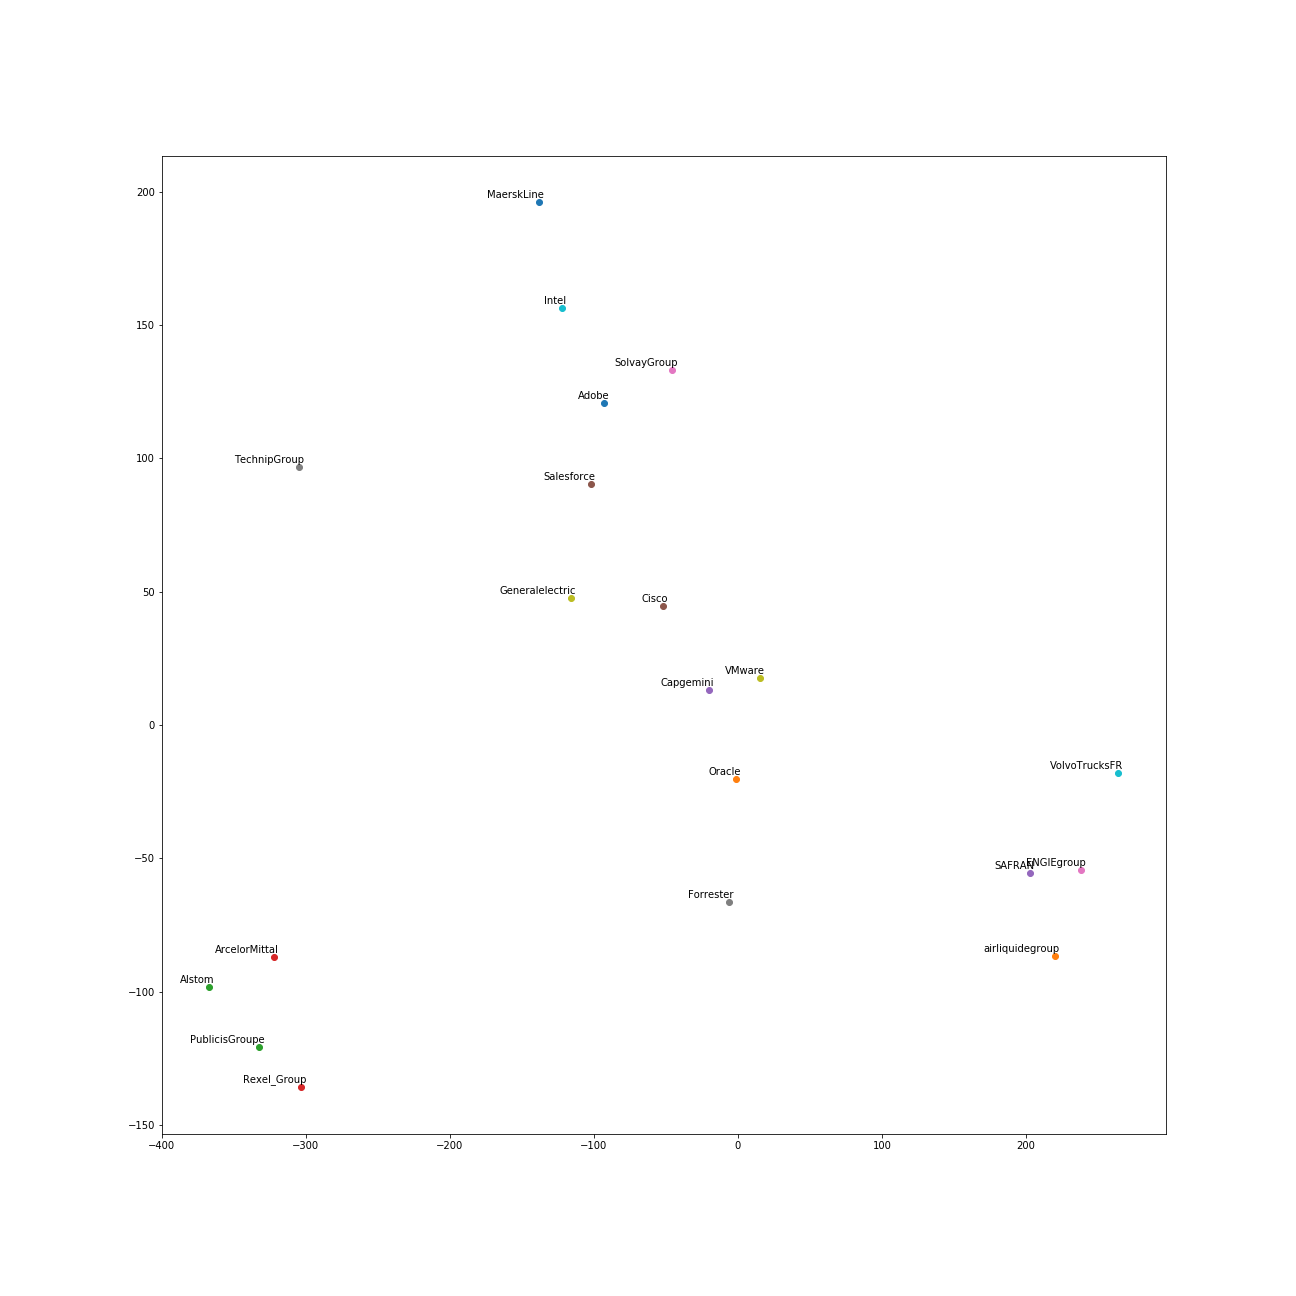 MaerskLine
200
Intel
150
SolvayGroup
Adobe
100
TechnipGroup
Salesforce
50
Generalelectric
Cisco
VMware
Capgemini
0
VolvoTrucksFR
Oracle
−50
ENGIEgroup
SAFRAN
Forrester
ArcelorMittal
airliquidegroup
Alstom
−100
PublicisGroupe
Rexel_Group
−150
−400 −300 −200 −100 0 100 200